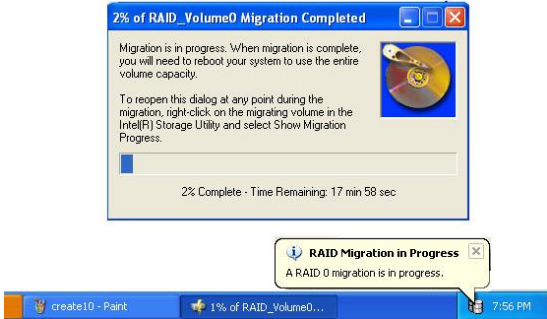 2% of RAID_Volume0 Migration Completed
Migration is in progress. When migration is complete,
you will need to reboot your system to use the entire
volume capacity.
To reopen this dialog at any point during the
migration, right-click on the migrating volume in the
Intel(R) Storage Utility and select Show Migration
Progress.
2% Complete - Time Remaining: 17 min 58 sec
RAID Migration in Progress
A RAID 0 migration is in progress.
create10 - Paint
1% of RAID_Volume0...
7:56 PM